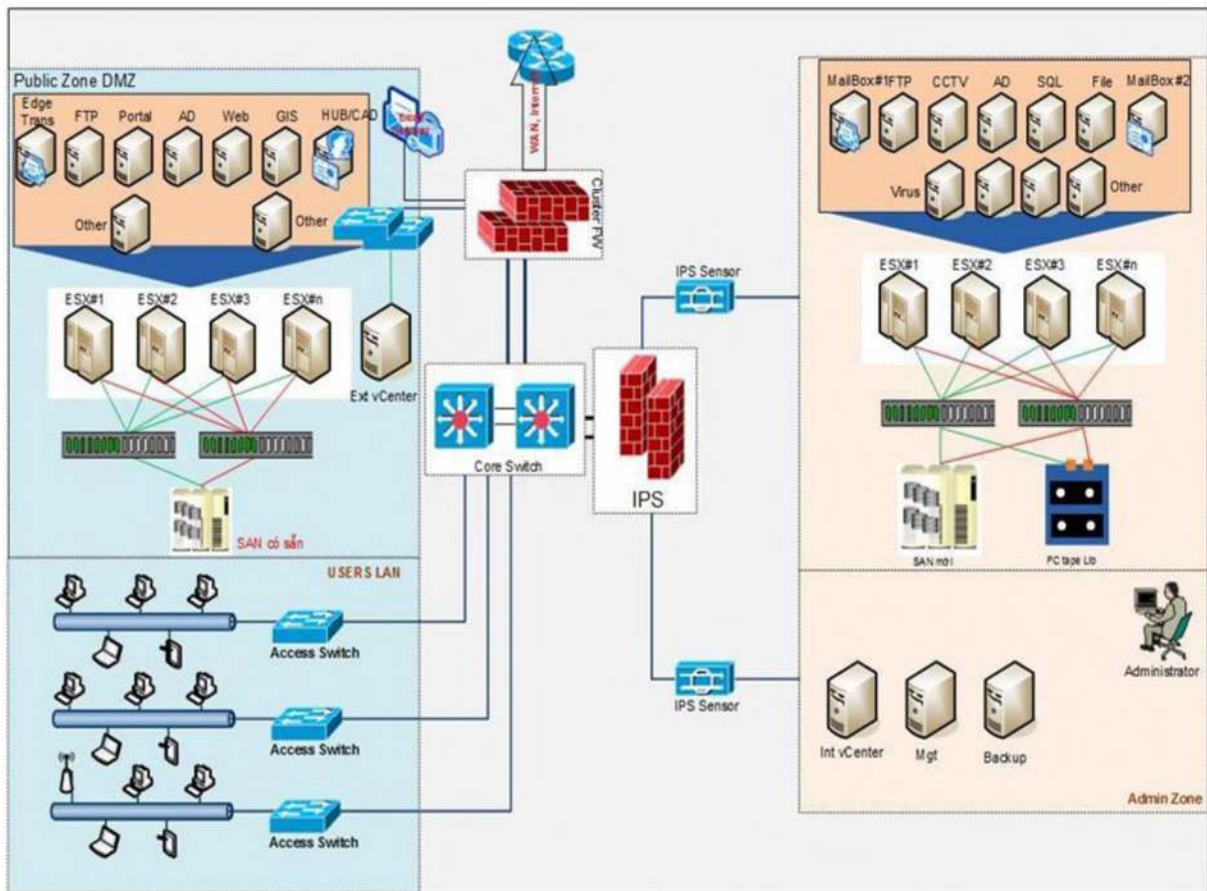 Public Zone DMZ
Edge Trans
FTP
Portal
AD
Web
GIS
HUB/CAD
Other
Other
ESX#1
ESX#2
ESX#3
ESX#n
Ext vCenter
SAN có sẵn
WAN, Internet
Cluster FW
Core Switch
IPS
IPS Sensor
IPS Sensor
MailBox#1
FTP
CCTV
AD
SQL
File
MailBox #2
Virus
Other
ESX#1
ESX#2
ESX#3
ESX#n
SAN mới
FC tape Lib
USERS LAN
Access Switch
Access Switch
Access Switch
Administrator
Int vCenter
Mgt
Backup
Admin Zone